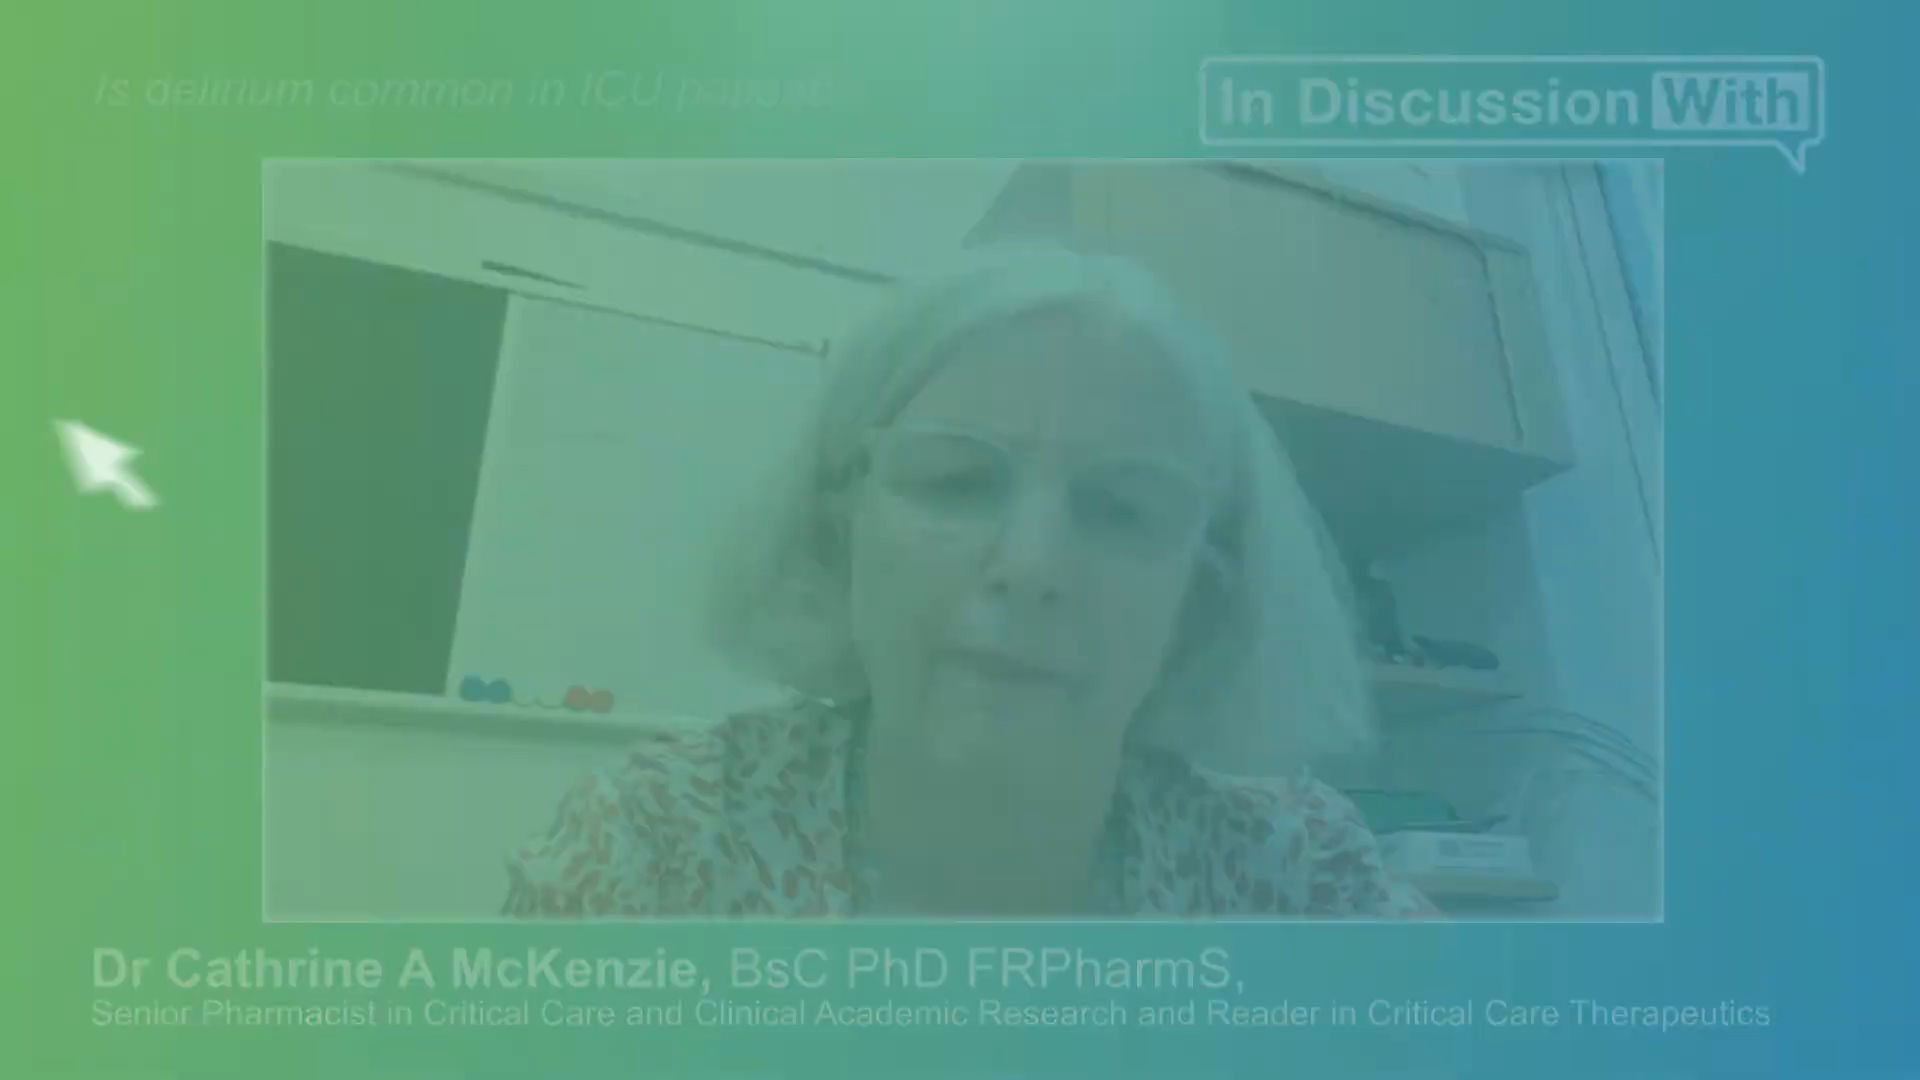 Is delirium common in ICU patients?
In Discussion With
Dr Cathrine A McKenzie, BsC PhD FRPharmS,
Senior Pharmacist in Critical Care and Clinical Academic Research and Reader in Critical Care Therapeutics